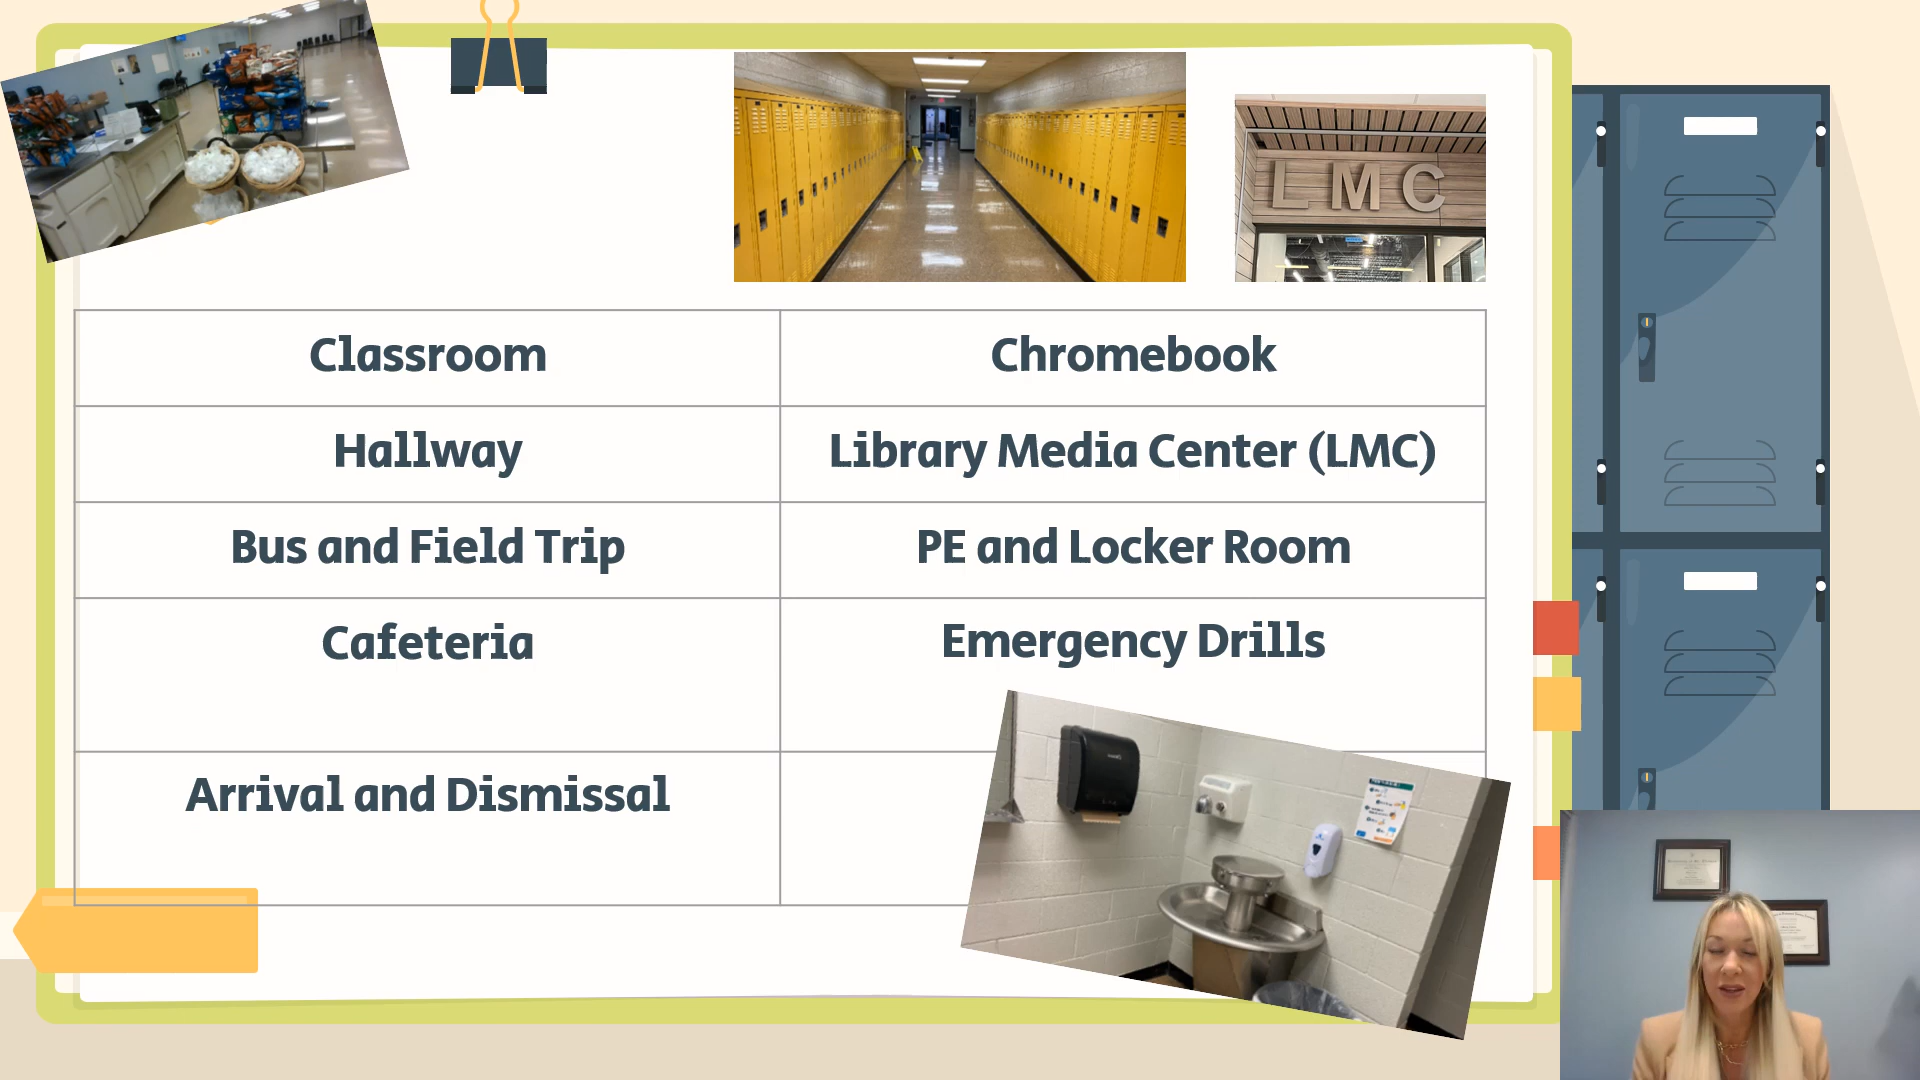 LMC
Classroom
Chromebook
Hallway
Library Media Center (LMC)
Bus and Field Trip
PE and Locker Room
Cafeteria
Emergency Drills
Arrival and Dismissal